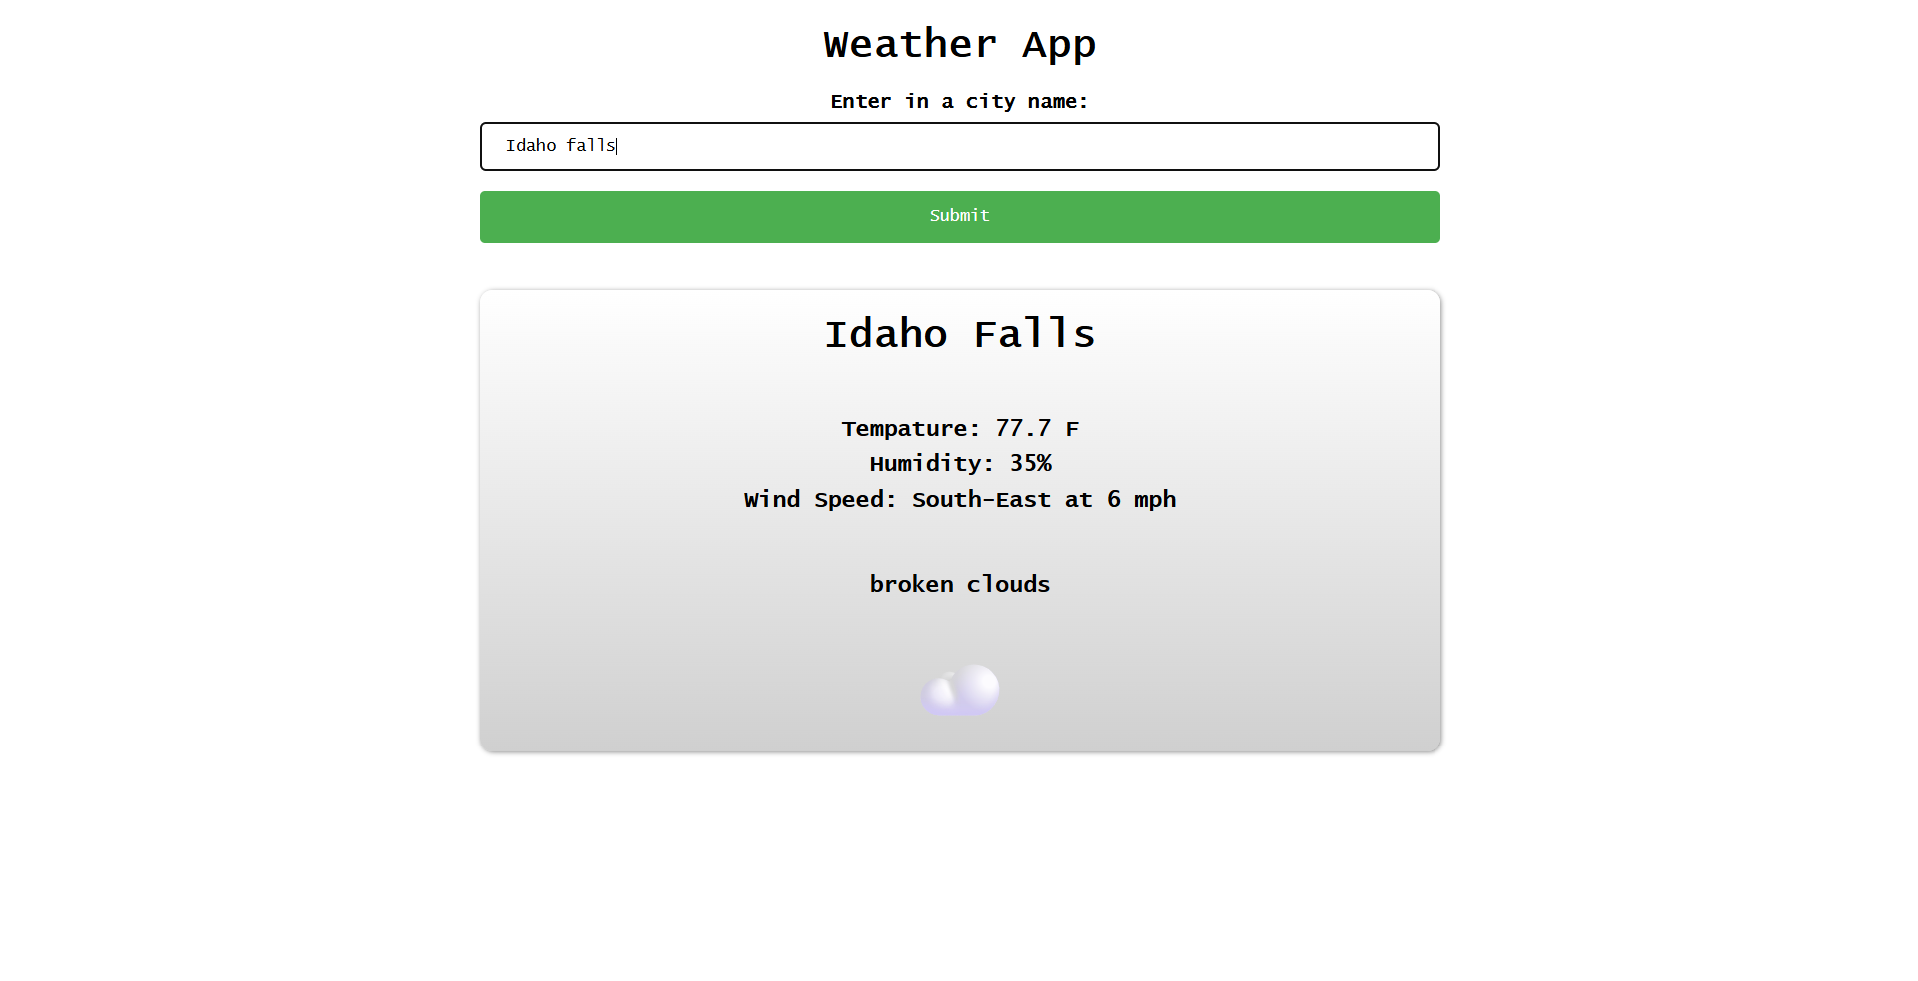 Weather App
Enter in a city name:
Idaho falls
Submit
Idaho Falls
Tempature: 77.7 F
Humidity: 35%
Wind Speed: South-East at 6 mph
broken clouds